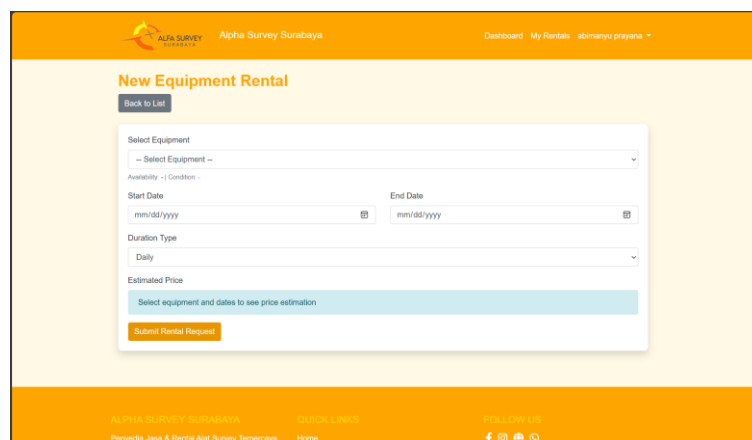 ALFA SURVEY
SURABAYA
Alpha Survey Surabaya
Dashboard My Rentals abimanyu prayana
New Equipment Rental
Back to List
Select Equipment
-- Select Equipment --
Availability: - | Condition: -
Start Date End Date
mm/dd/yyyy mm/dd/yyyy
Duration Type
Daily
Estimated Price
Select equipment and dates to see price estimation
Submit Rental Request
ALPHA SURVEY SURABAYA QUICK LINKS FOLLOW US
Penyedia Jasa & Rental Alat Survey Terpercaya Home